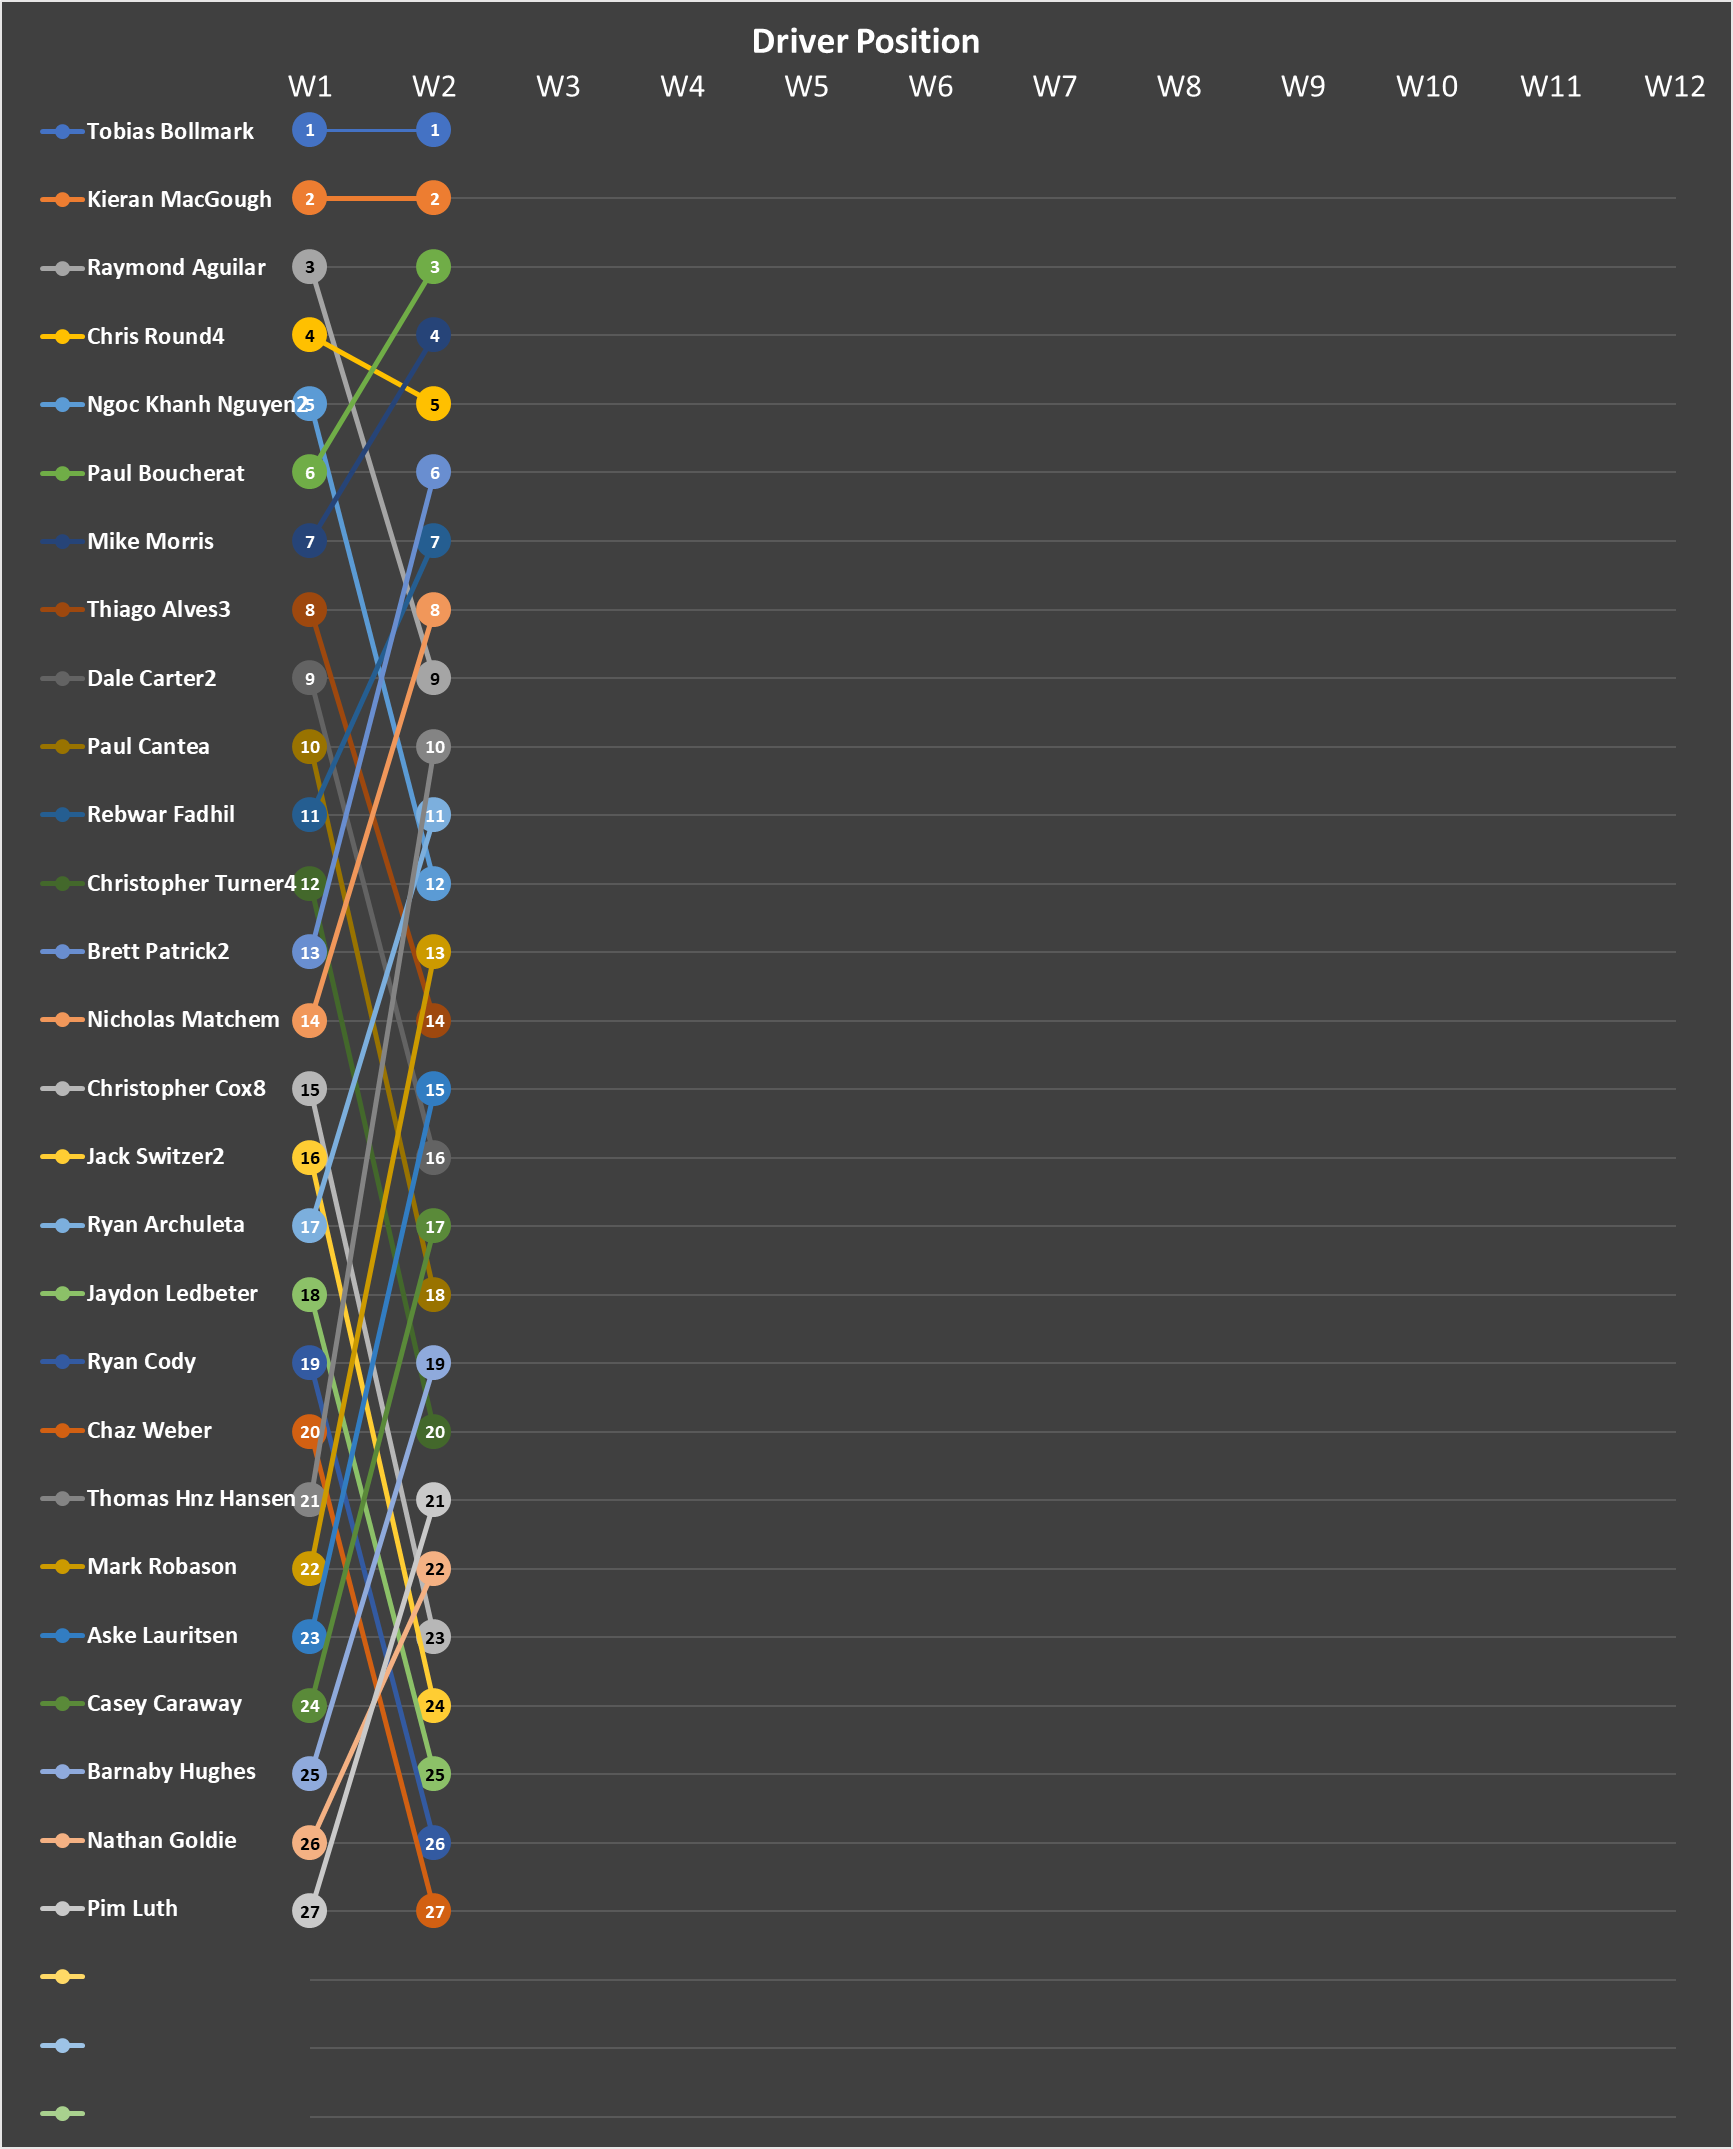 Driver Position
W1 W2 W3 W4 W5 W6 W7 W8 W9 W10 W11 W12
Tobias Bollmark 1 1
Kieran MacGough 2 2
Raymond Aguilar 3 3
Chris Round4 4 4
Ngoc Khanh Nguyen2 5 5
Paul Boucherat 6 6
Mike Morris 7 7
Thiago Alves3 8 8
Dale Carter2 9 9
Paul Cantea 10 10
Rebwar Fadhil 11 11
Christopher Turner4 12 12
Brett Patrick2 13 13
Nicholas Matchem 14 14
Christopher Cox8 15 15
Jack Switzer2 16 16
Ryan Archuleta 17 17
Jaydon Ledbeter 18 18
Ryan Cody 19 19
Chaz Weber 20 20
Thomas Hnz Hansen 21 21
Mark Robason 22 22
Aske Lauritsen 23 23
Casey Caraway 24 24
Barnaby Hughes 25 25
Nathan Goldie 26 26
Pim Luth 27 27